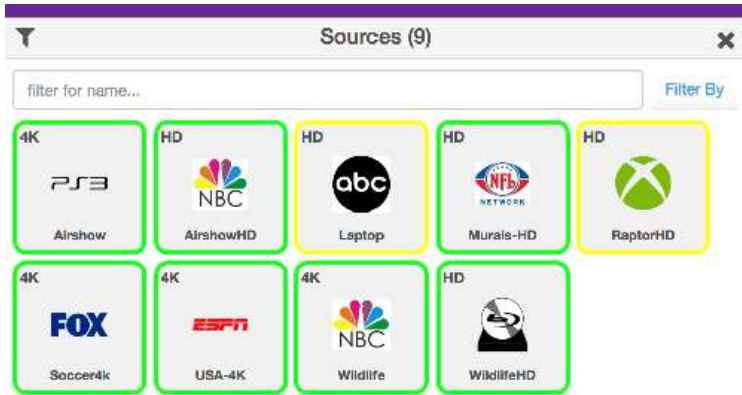 Sources (9)
filter for name...
Filter By
4K
HD
HD
HD
HD
PS3
NBC
abc
NFL
NETWORK
Airshow
AirshowHD
Laptop
Murals-HD
RaptorHD
4K
4K
4K
HD
FOX
ESPN
NBC
Soccer4k
USA-4K
Wildlife
WildlifeHD